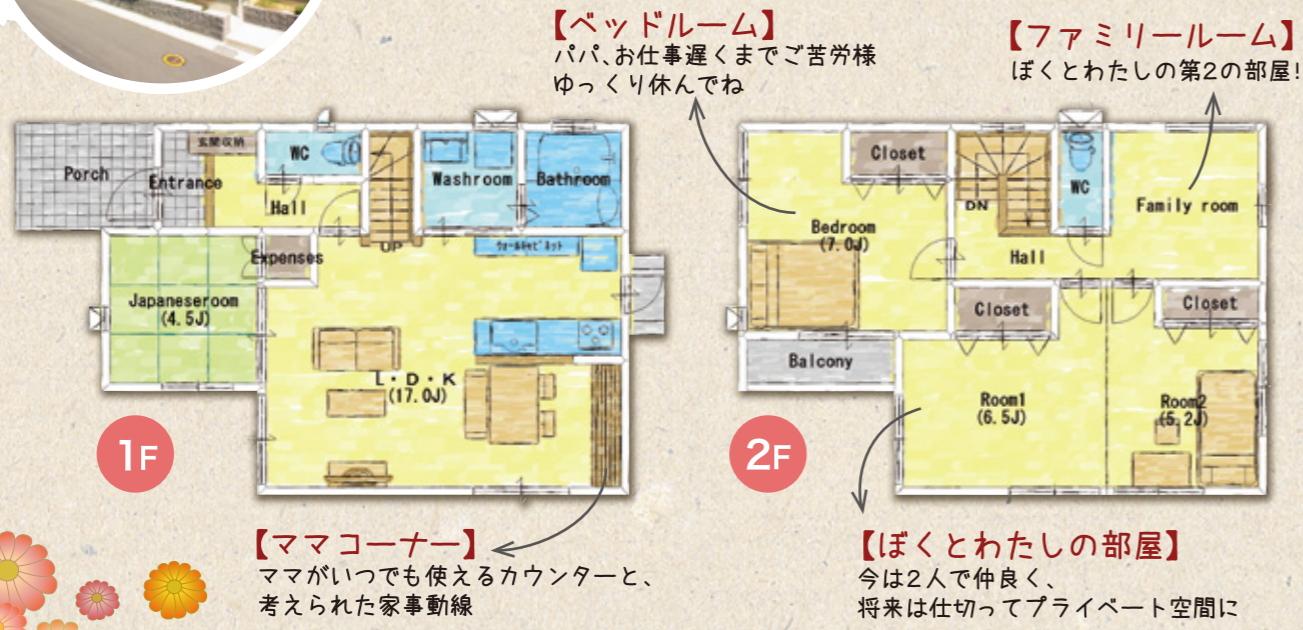 【ベッドルーム】
パパ、お仕事遅くまでご苦労様
ゆっくり休んでね
【ファミリールーム】
ぼくとわたしの第2の部屋!
Porch
Entrance
玄関収納
WC
Hall
UP
Washroom
Bathroom
Expenses
Japaneseroom
(4.5J)
L・D・K
(17.0J)
1F
Closet
Bedroom
(7.0J)
DN
WC
Family room
Hall
Closet
Closet
Balcony
Room1
(6.5J)
Room2
(5.2J)
2F
【ママコーナー】
ママがいつでも使えるカウンターと、
考えられた家事動線
【ぼくとわたしの部屋】
今は2人で仲良く、
将来は仕切ってプライベート空間に